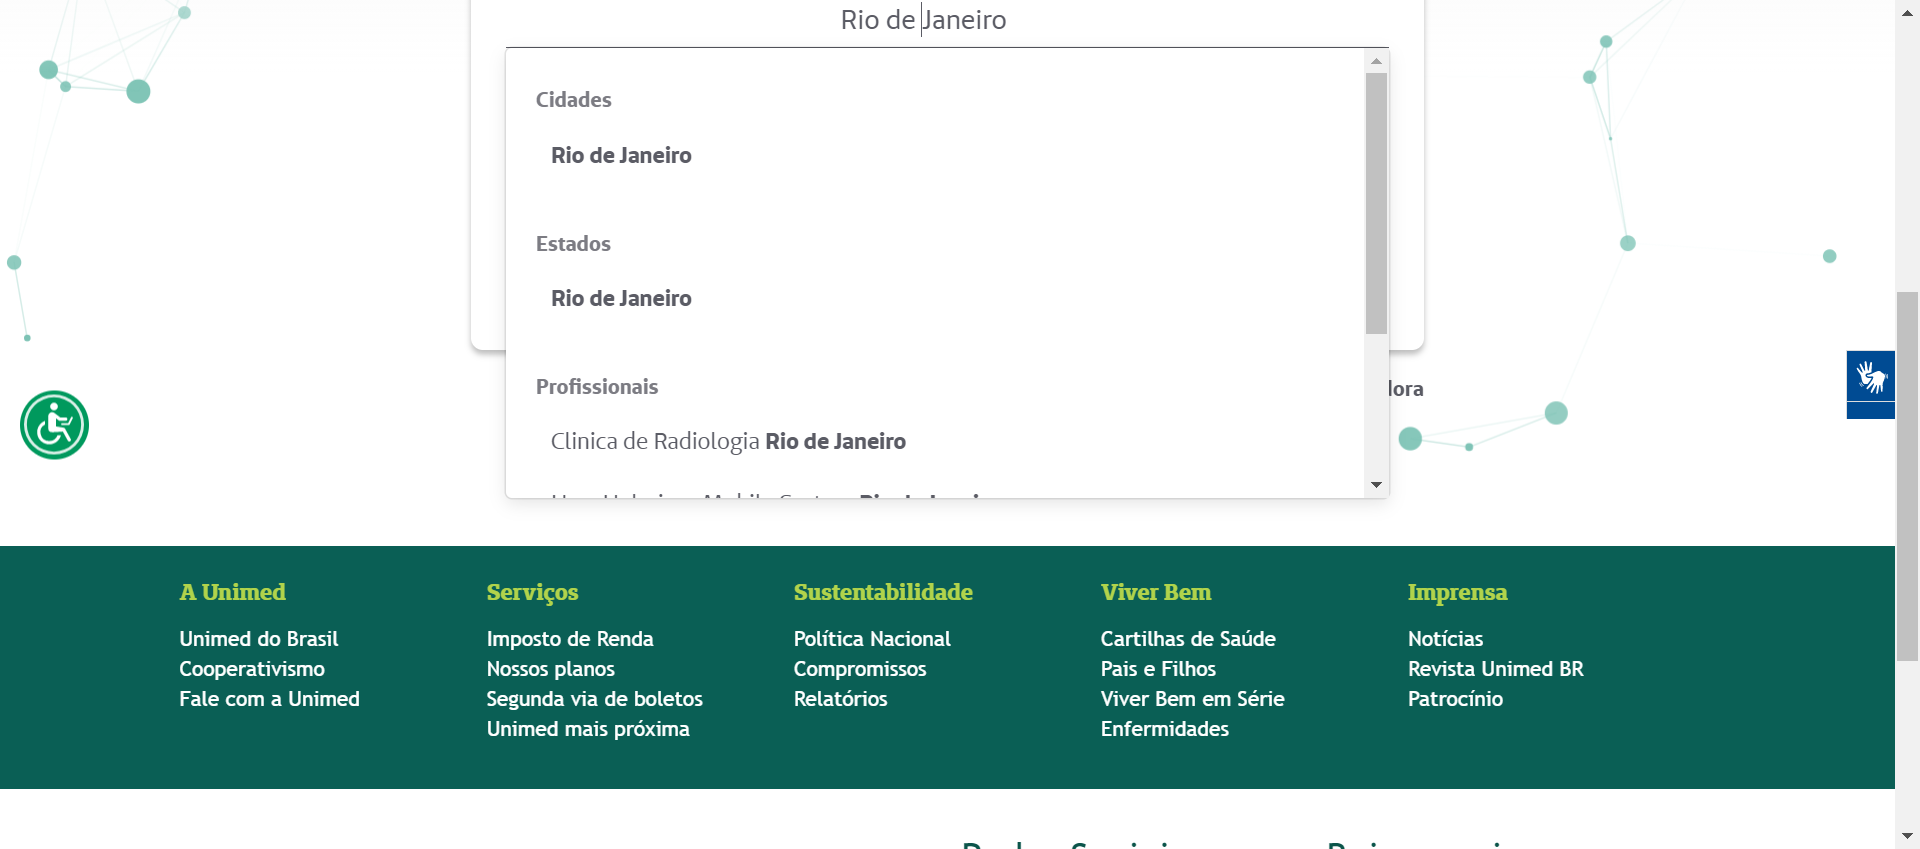 Rio de Janeiro
Cidades
Rio de Janeiro
Estados
Rio de Janeiro
Profissionais
Clinica de Radiologia Rio de Janeiro
Rio de Janeiro
A Unimed
Unimed do Brasil
Cooperativismo
Fale com a Unimed
Serviços
Imposto de Renda
Nossos planos
Segunda via de boletos
Unimed mais próxima
Sustentabilidade
Política Nacional
Compromissos
Relatórios
Viver Bem
Cartilhas de Saúde
Pais e Filhos
Viver Bem em Série
Enfermidades
Imprensa
Notícias
Revista Unimed BR
Patrocínio